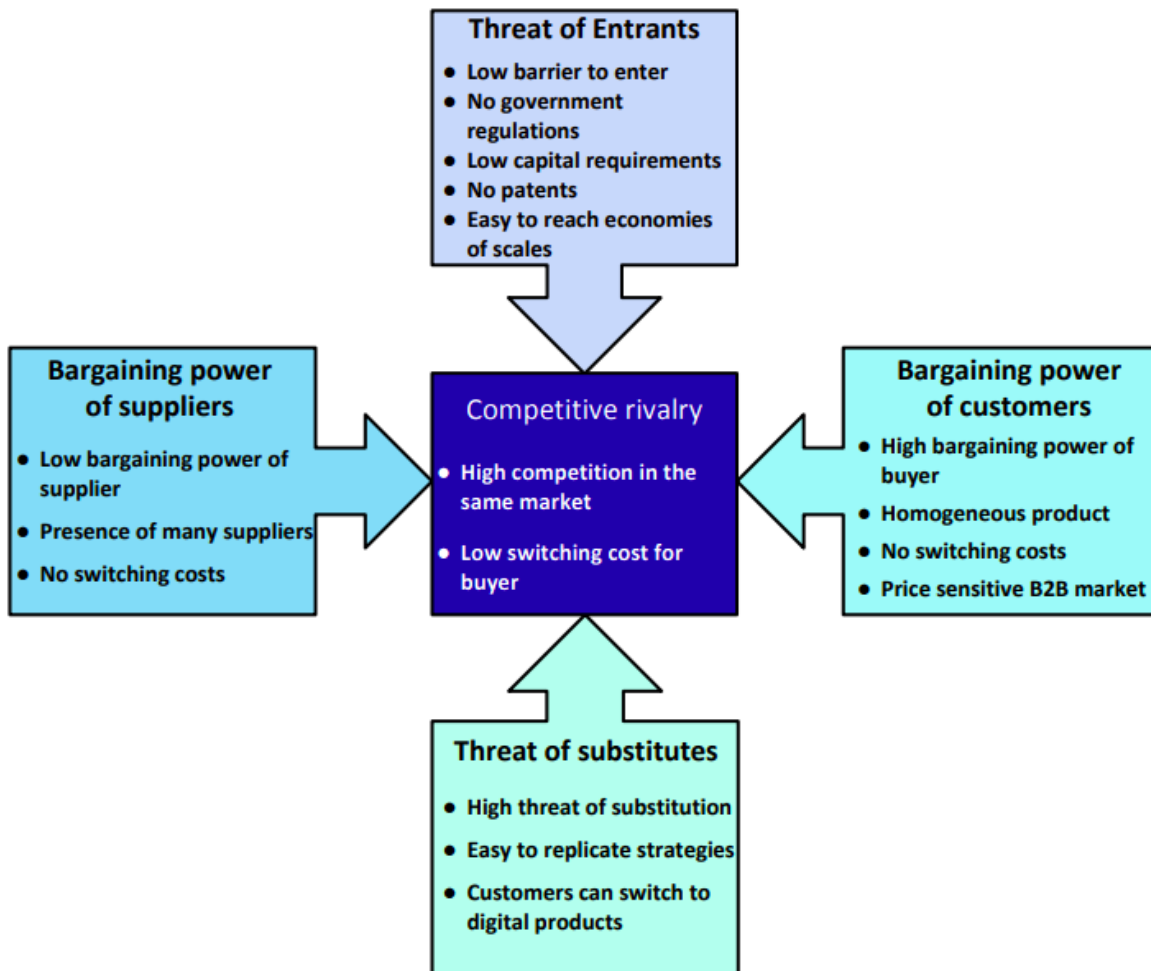 Threat of Entrants
● Low barrier to enter
● No government
regulations
● Low capital requirements
● No patents
● Easy to reach economies
of scales
Bargaining power
of suppliers
● Low bargaining power of
supplier
● Presence of many suppliers
● No switching costs
Competitive rivalry
● High competition in the
same market
● Low switching cost for
buyer
Bargaining power
of customers
● High bargaining power of
buyer
● Homogeneous product
● No switching costs
● Price sensitive B2B market
Threat of substitutes
● High threat of substitution
● Easy to replicate strategies
● Customers can switch to
digital products